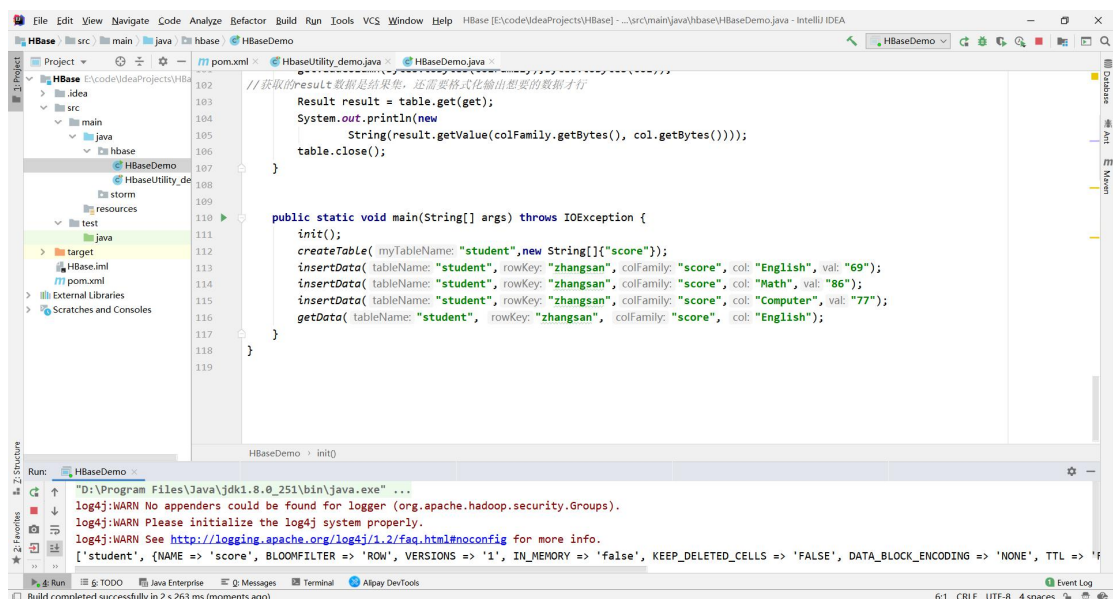 File Edit View Navigate Code Analyze Refactor Build Run Tools VCS Window Help HBase [E:\code\IdeaProjects\HBase] - ...\src\main\java\hbase\HBaseDemo.java - IntelliJ IDEA
HBase src main java hbase HBaseDemo HBaseDemo
Project pom.xml HbaseUtility_demo.java HBaseDemo.java
1: Project
Database
Ant
Maven
HBase E:\code\IdeaProjects\HBa
.idea
src
main
java
hbase
HBaseDemo
HbaseUtility_de
storm
resources
test
java
target
HBase.iml
pom.xml
External Libraries
Scratches and Consoles
102 //获取的result数据是结果集，还需要格式化输出想要的数据才行
103 Result result = table.get(get);
104 System.out.println(new
105 String(result.getValue(colFamily.getBytes(), col.getBytes())));
106 table.close();
107 }
108
109
110 public static void main(String[] args) throws IOException {
111 init();
112 createTable( myTableName: "student",new String[]{"score"});
113 insertData( tableName: "student", rowKey: "zhangsan", colFamily: "score", col: "English", val: "69");
114 insertData( tableName: "student", rowKey: "zhangsan", colFamily: "score", col: "Math", val: "86");
115 insertData( tableName: "student", rowKey: "zhangsan", colFamily: "score", col: "Computer", val: "77");
116 getData( tableName: "student", rowKey: "zhangsan", colFamily: "score", col: "English");
117 }
118 }
119
HBaseDemo › init()
Z: Structure
2: Favorites
Run: HBaseDemo
"D:\Program Files\Java\jdk1.8.0_251\bin\java.exe" ...
log4j:WARN No appenders could be found for logger (org.apache.hadoop.security.Groups).
log4j:WARN Please initialize the log4j system properly.
log4j:WARN See http://logging.apache.org/log4j/1.2/faq.html#noconfig for more info.
['student', {NAME => 'score', BLOOMFILTER => 'ROW', VERSIONS => '1', IN_MEMORY => 'false', KEEP_DELETED_CELLS => 'FALSE', DATA_BLOCK_ENCODING => 'NONE', TTL => 'F
4: Run 6: TODO Java Enterprise 0: Messages Terminal Alipay DevTools Event Log
Build completed successfully in 2 s 263 ms (moments ago) 6:1 CRLF UTF-8 4 spaces